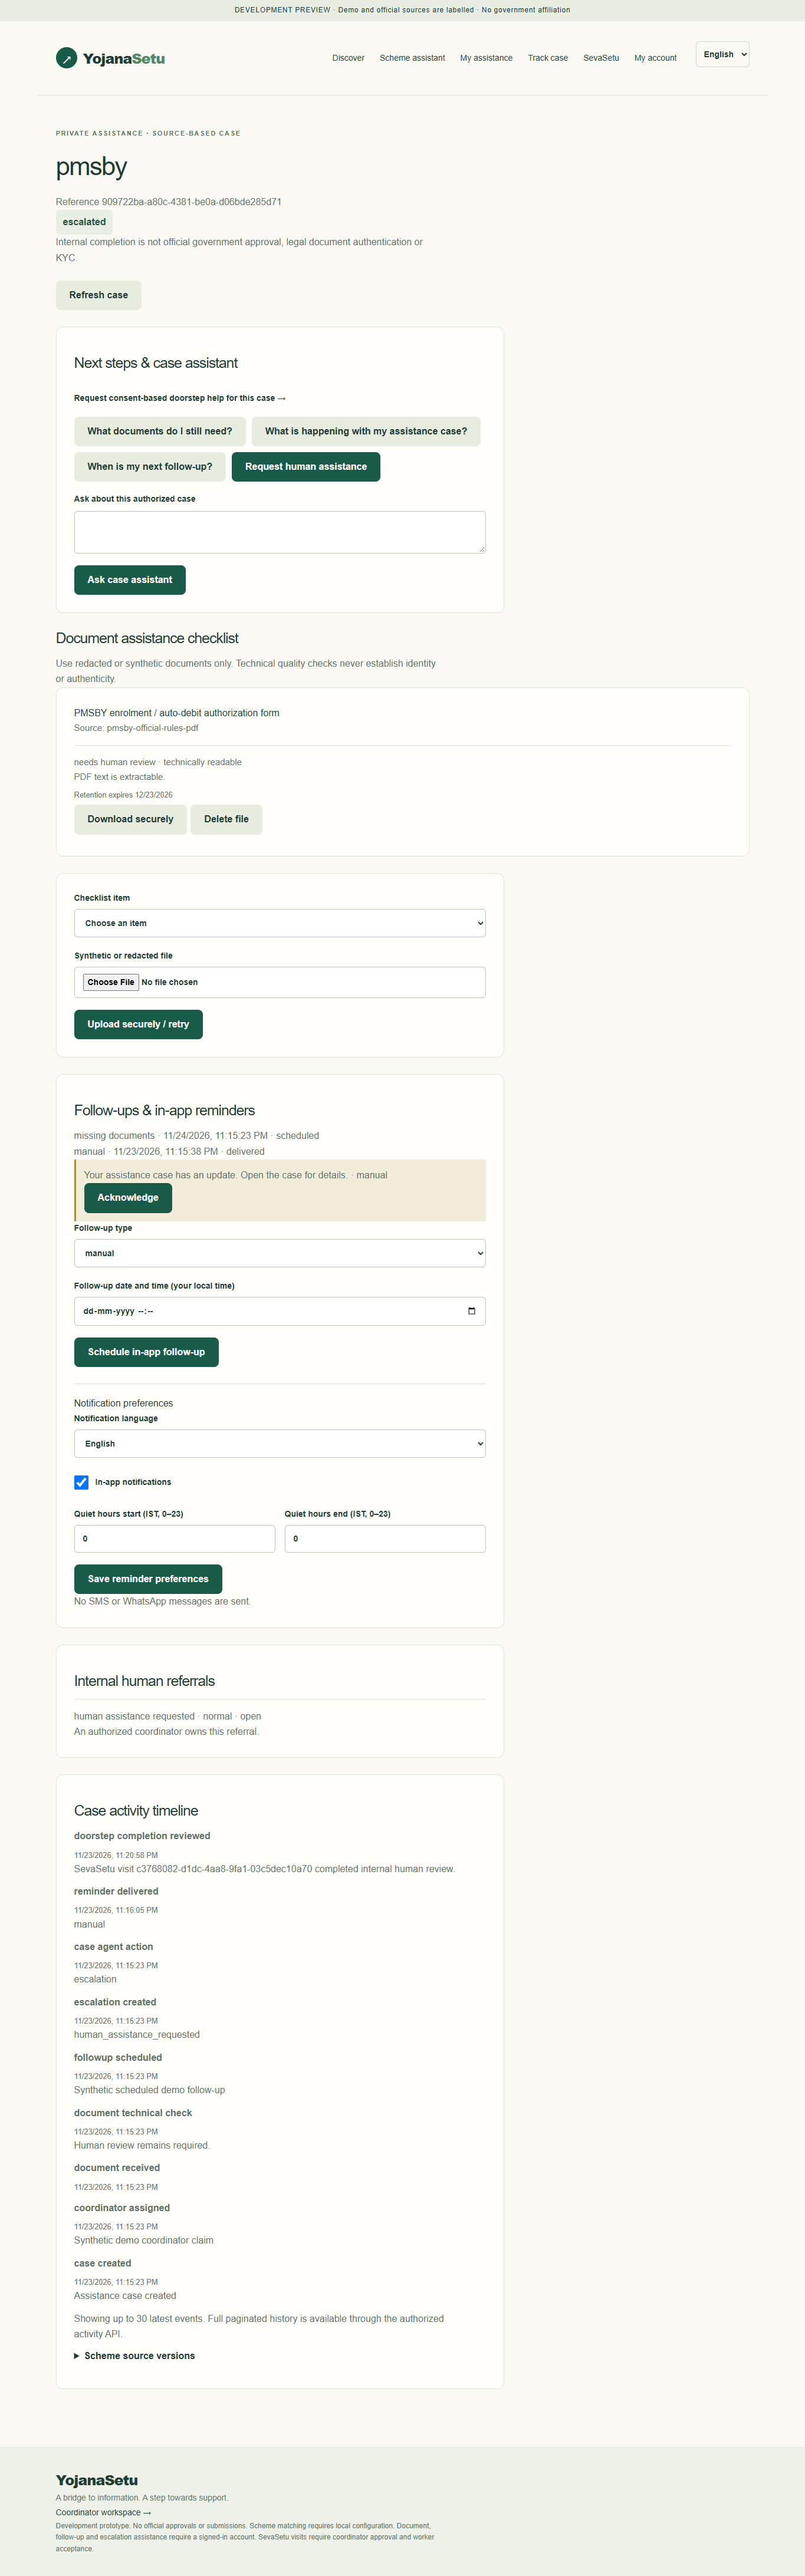 DEVELOPMENT PREVIEW · Demo and official sources are labelled · No government affiliation
YojanaSetu
Discover
Scheme assistant
My assistance
Track case
SevaSetu
My account
English
PRIVATE ASSISTANCE · SOURCE-BASED CASE
pmsby
Reference 909722ba-a80c-4381-be0a-d06bde285d71
escalated
Internal completion is not official government approval, legal document authentication or
KYC.
Refresh case
Next steps & case assistant
Request consent-based doorstep help for this case →
What documents do I still need?
What is happening with my assistance case?
When is my next follow-up?
Request human assistance
Ask about this authorized case
Ask case assistant
Document assistance checklist
Use redacted or synthetic documents only. Technical quality checks never establish identity
or authenticity.
PMSBY enrolment / auto-debit authorization form
Source: pmsby-official-rules-pdf
needs human review · technically readable
PDF text is extractable.
Retention expires 12/23/2026
Download securely
Delete file
Checklist item
Choose an item
Synthetic or redacted file
Choose File No file chosen
Upload securely / retry
Follow-ups & in-app reminders
missing documents · 11/24/2026, 11:15:23 PM · scheduled
manual · 11/23/2026, 11:15:38 PM · delivered
Your assistance case has an update. Open the case for details. · manual
Acknowledge
Follow-up type
manual
Follow-up date and time (your local time)
dd-mm-yyyy --:--
Schedule in-app follow-up
Notification preferences
Notification language
English
In-app notifications
Quiet hours start (IST, 0–23)
Quiet hours end (IST, 0–23)
0
0
Save reminder preferences
No SMS or WhatsApp messages are sent.
Internal human referrals
human assistance requested · normal · open
An authorized coordinator owns this referral.
Case activity timeline
doorstep completion reviewed
11/23/2026, 11:20:58 PM
SevaSetu visit c3768082-d1dc-4aa8-9fa1-03c5dec10a70 completed internal human review.
reminder delivered
11/23/2026, 11:16:05 PM
manual
case agent action
11/23/2026, 11:15:23 PM
escalation
escalation created
11/23/2026, 11:15:23 PM
human_assistance_requested
followup scheduled
11/23/2026, 11:15:23 PM
Synthetic scheduled demo follow-up
document technical check
11/23/2026, 11:15:23 PM
Human review remains required.
document received
11/23/2026, 11:15:23 PM
coordinator assigned
11/23/2026, 11:15:23 PM
Synthetic demo coordinator claim
case created
11/23/2026, 11:15:23 PM
Assistance case created
Showing up to 30 latest events. Full paginated history is available through the authorized
activity API.
Scheme source versions
YojanaSetu
A bridge to information. A step towards support.
Coordinator workspace →
Development prototype. No official approvals or submissions. Scheme matching requires local configuration. Document,
follow-up and escalation assistance require a signed-in account. SevaSetu visits require coordinator approval and worker
acceptance.